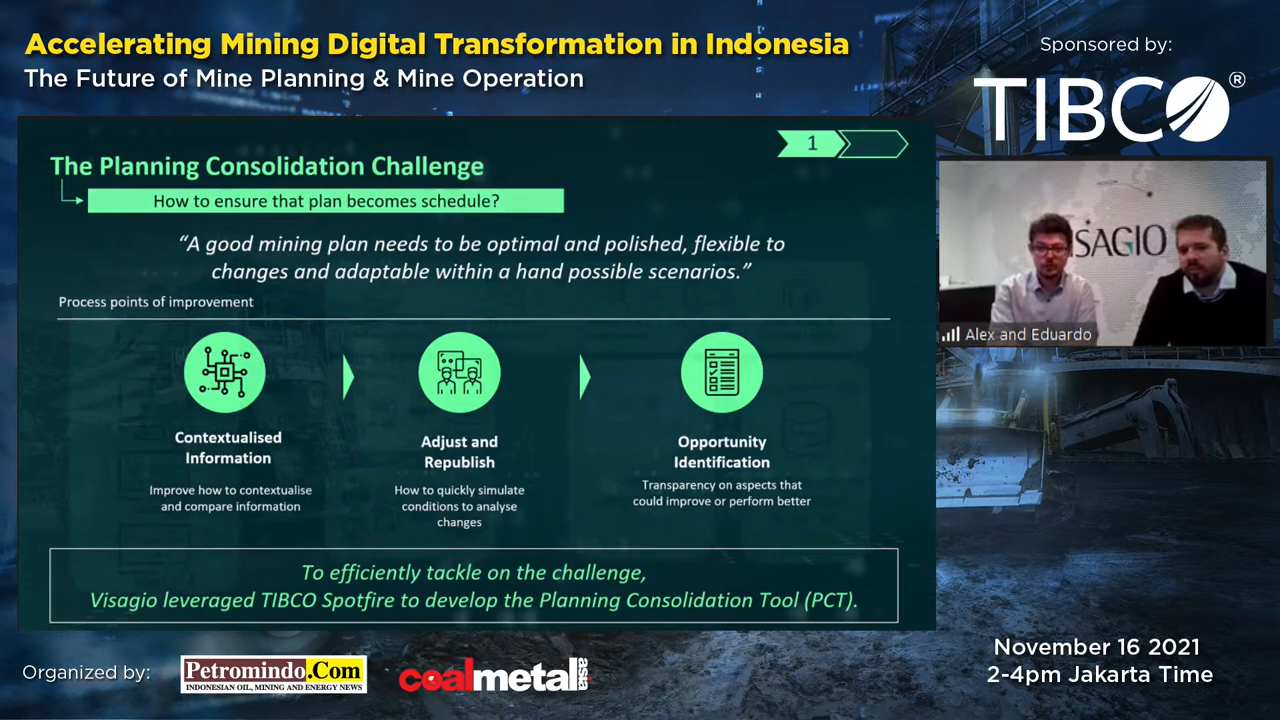 Accelerating Mining Digital Transformation in Indonesia
The Future of Mine Planning & Mine Operation
Sponsored by:
TIBCO®
1
The Planning Consolidation Challenge
How to ensure that plan becomes schedule?
“A good mining plan needs to be optimal and polished, flexible to
changes and adaptable within a hand possible scenarios.”
Process points of improvement
Contextualised
Information
Improve how to contextualise
and compare information
Adjust and
Republish
How to quickly simulate
conditions to analyse
changes
Opportunity
Identification
Transparency on aspects that
could improve or perform better
To efficiently tackle on the challenge,
Visagio leveraged TIBCO Spotfire to develop the Planning Consolidation Tool (PCT).
ISAGIO
Alex and Eduardo
Organized by:
Petromindo.Com
INDONESIAN OIL, MINING AND ENERGY NEWS
coalmetal asia
November 16 2021
2-4pm Jakarta Time